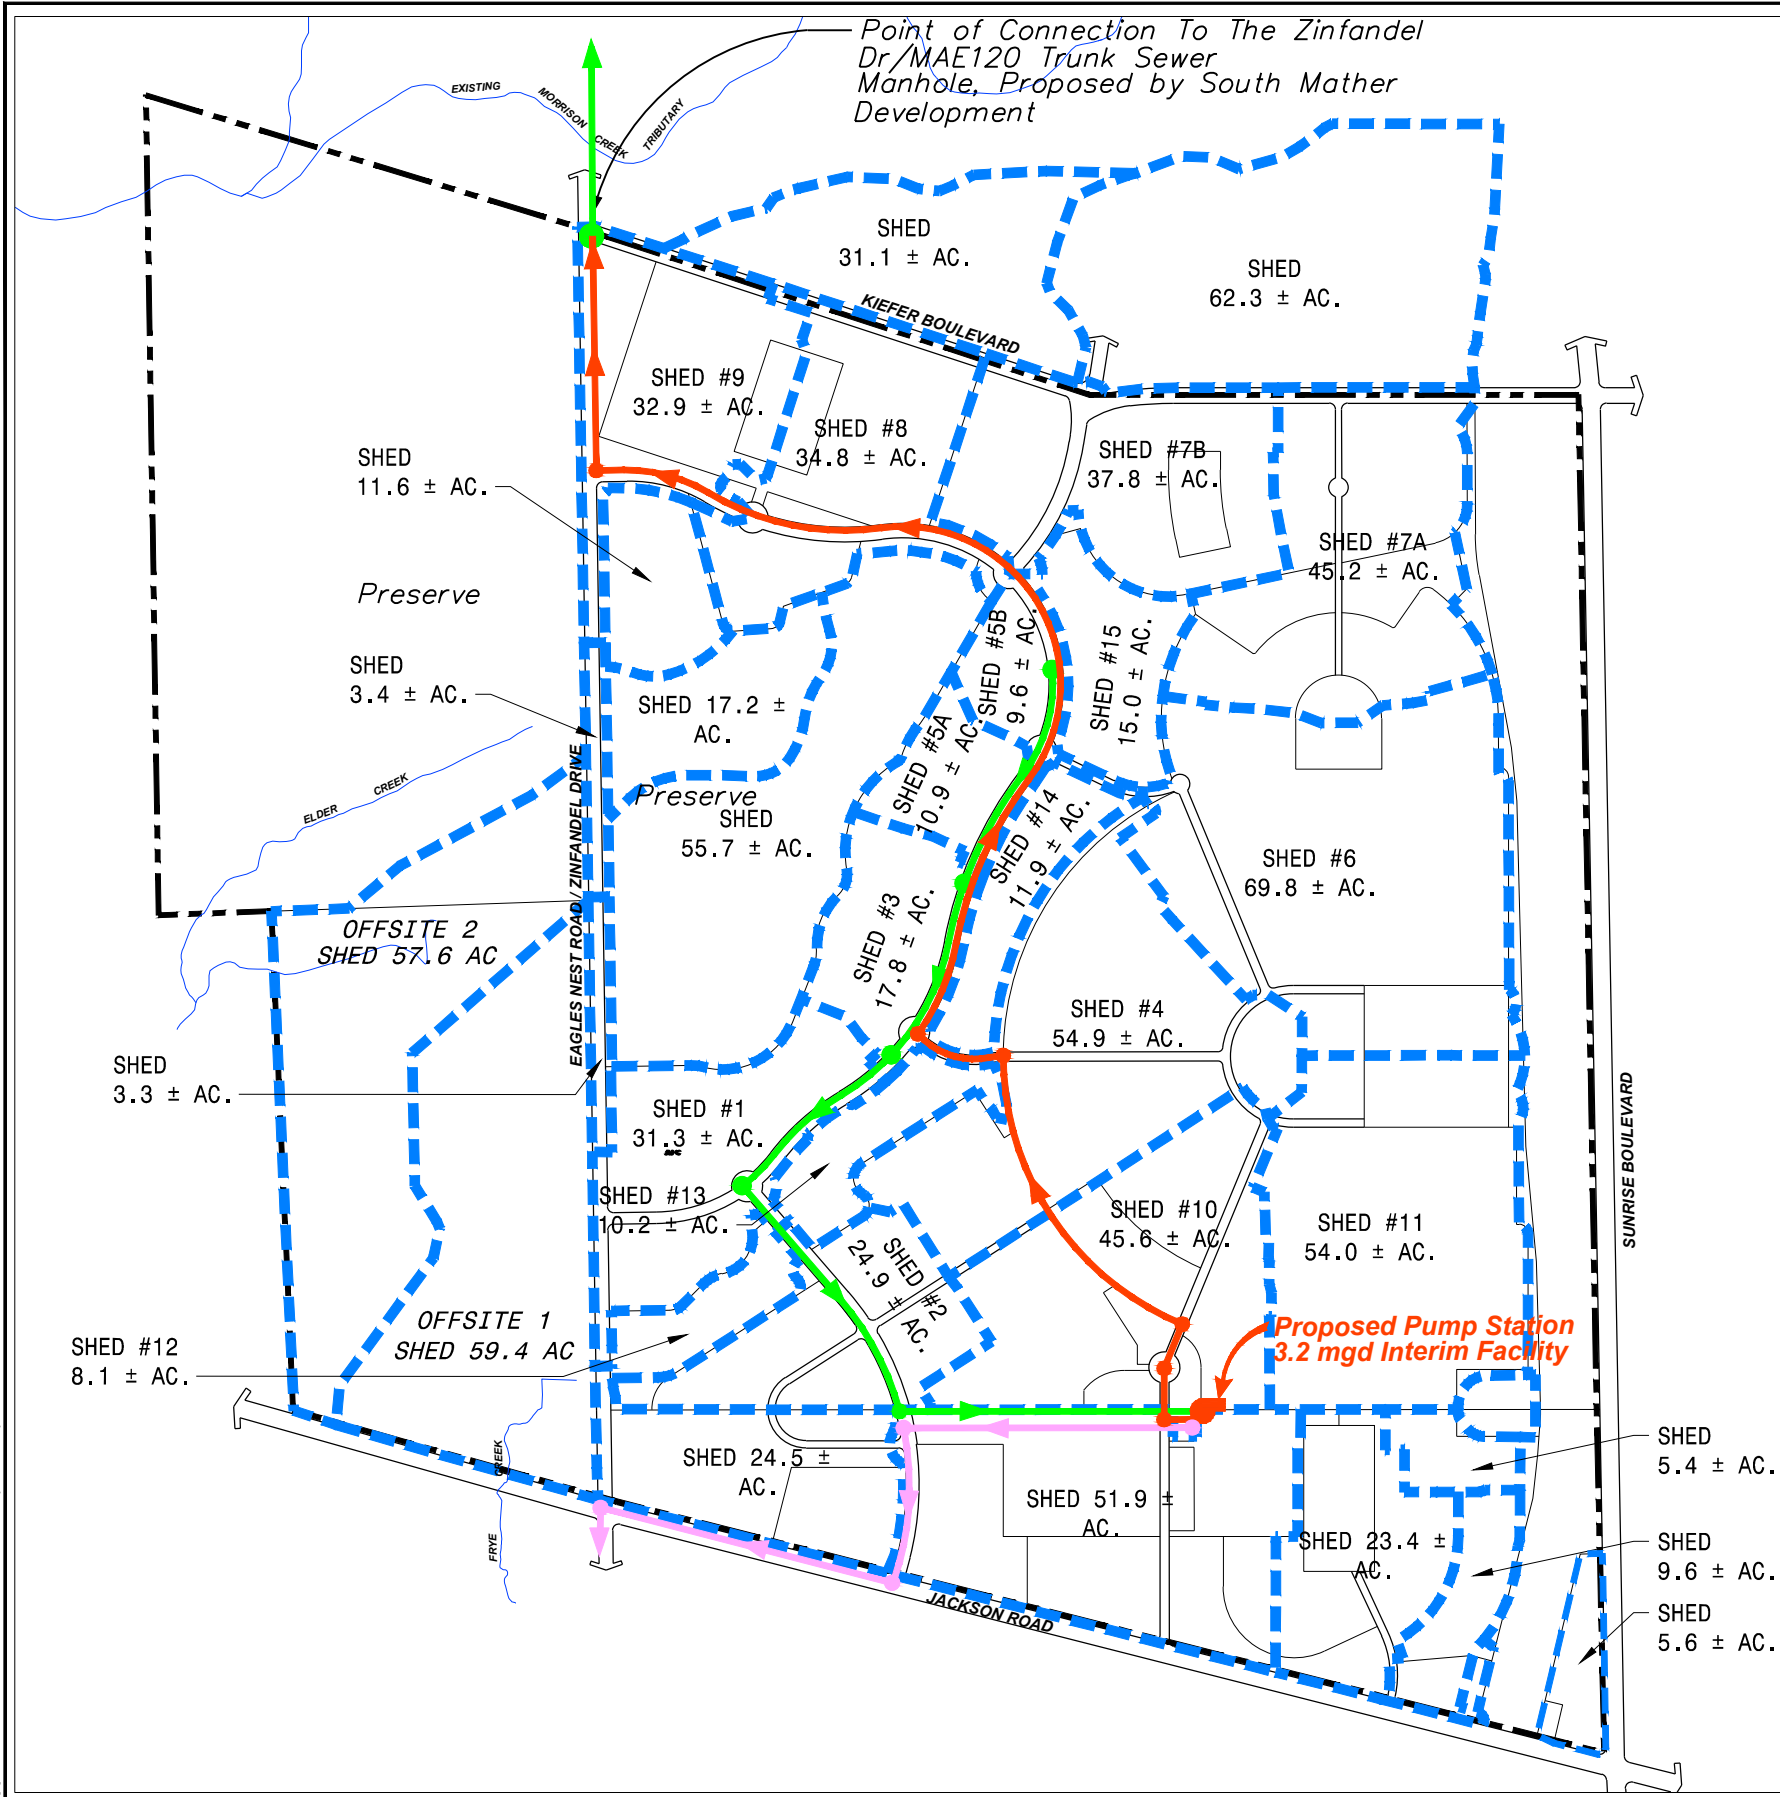 Point of Connection To The Zinfandel
Dr/MAE120 Trunk Sewer
Manhole, Proposed by South Mather
Development
EXISTING
MORRISON
CREEK
TRIBUTARY
SHED
31.1 ± AC.
SHED
62.3 ± AC.
KIEFER BOULEVARD
SHED #9
32.9 ± AC.
SHED #8
34.8 ± AC.
SHED #7B
37.8 ± AC.
SHED
11.6 ± AC.
SHED #7A
45.2 ± AC.
Preserve
SHED #5B
9.6 ± AC.
SHED #15
15.0 ± AC.
SHED
3.4 ± AC.
SHED 17.2 ±
AC.
SHED #5A
10.9 ± AC.
ELDER
CREEK
Preserve
SHED
55.7 ± AC.
SHED #14
11.9 ± AC.
SHED #6
69.8 ± AC.
EAGLES NEST ROAD / ZINFANDEL DRIVE
SHED #3
17.8 ± AC.
OFFSITE 2
SHED 57.6 AC
SHED #4
54.9 ± AC.
SHED
3.3 ± AC.
SHED #1
31.3 ± AC.
SUNRISE BOULEVARD
SHED #13
10.2 ± AC.
SHED #10
45.6 ± AC.
SHED #11
54.0 ± AC.
SHED #2
24.9 ± AC.
OFFSITE 1
SHED 59.4 AC
Proposed Pump Station
3.2 mgd Interim Facility
SHED #12
8.1 ± AC.
SHED
5.4 ± AC.
SHED 24.5 ±
AC.
CREEK
FRYE
SHED 51.9 ±
AC.
SHED 23.4 ±
AC.
SHED
9.6 ± AC.
JACKSON ROAD
SHED
5.6 ± AC.